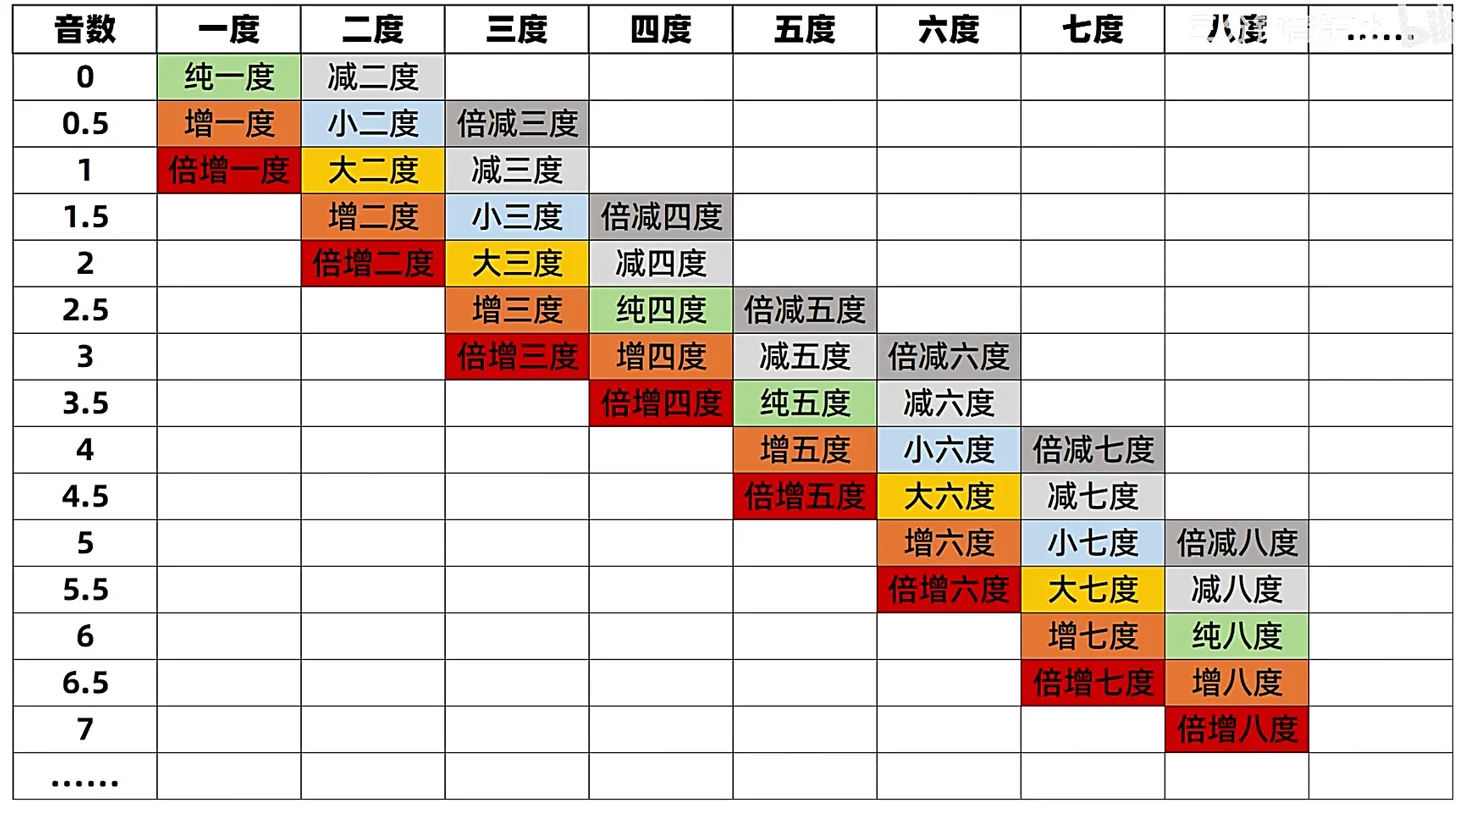 音数 一度 二度 三度 四度 五度 六度 七度 八度 ……
0 纯一度 减二度
0.5 增一度 小二度 倍减三度
1 倍增一度 大二度 减三度
1.5 增二度 小三度 倍减四度
2 倍增二度 大三度 减四度
2.5 增三度 纯四度 倍减五度
3 倍增三度 增四度 减五度 倍减六度
3.5 倍增四度 纯五度 减六度
4 增五度 小六度 倍减七度
4.5 倍增五度 大六度 减七度
5 增六度 小七度 倍减八度
5.5 倍增六度 大七度 减八度
6 增七度 纯八度
6.5 倍增七度 增八度
7 倍增八度
……